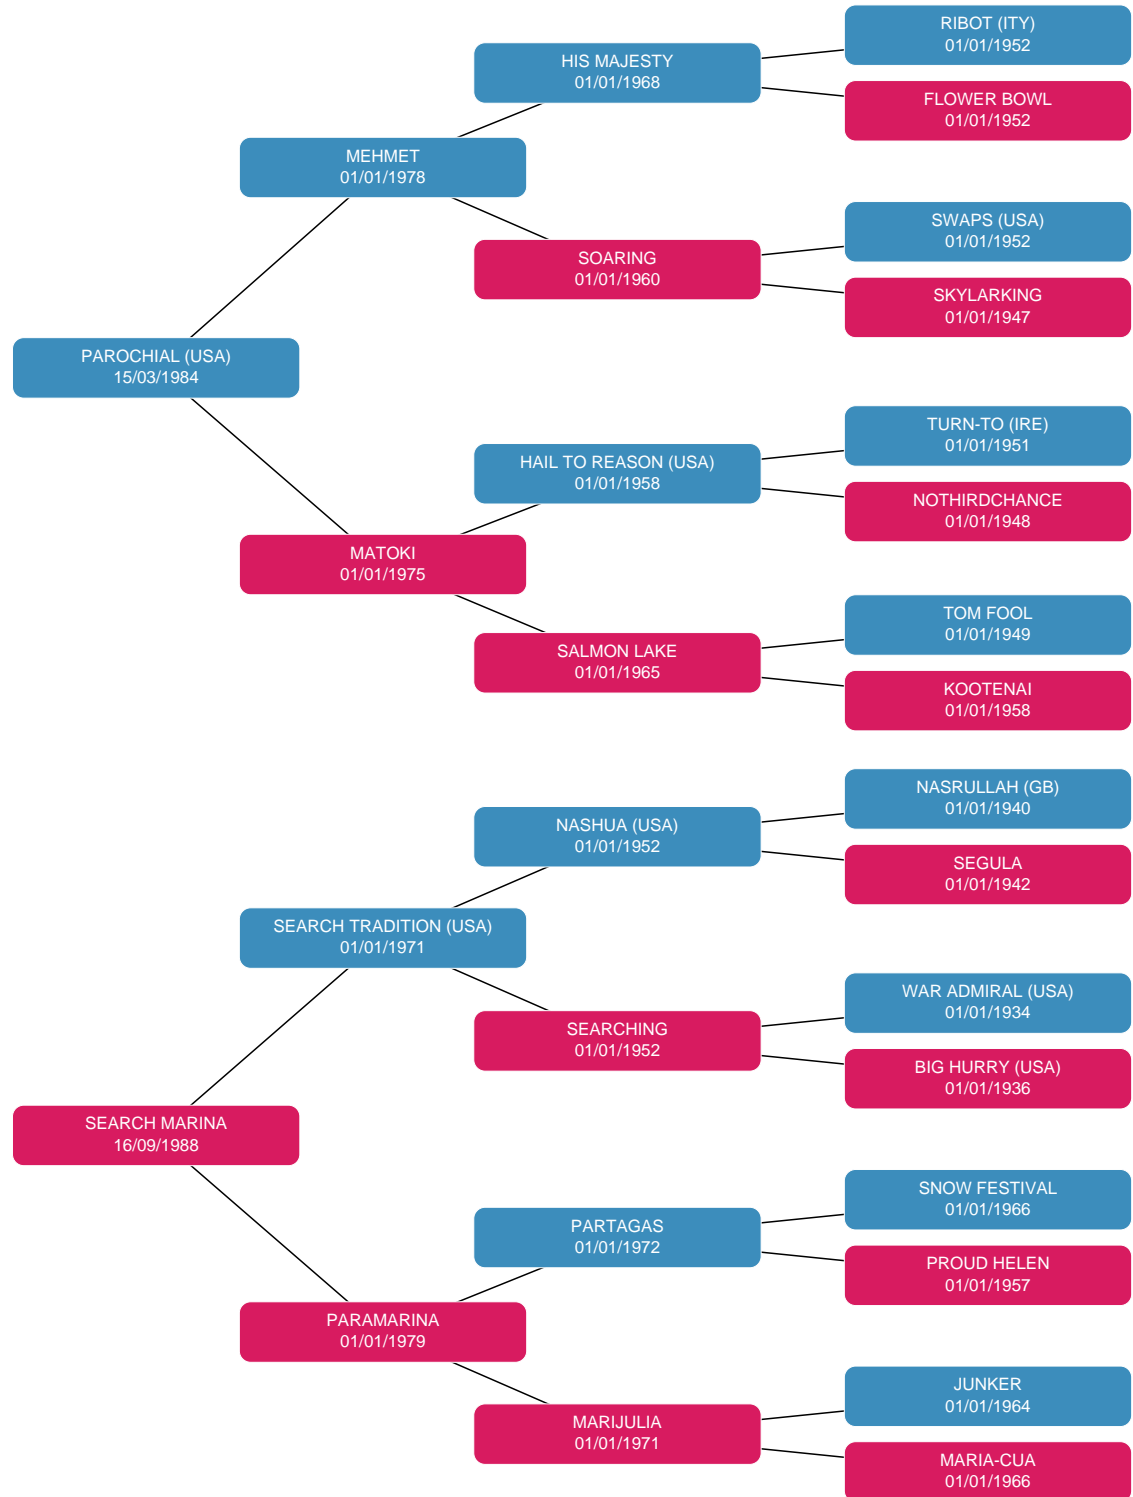 RIBOT (ITY)
01/01/1952
HIS MAJESTY
01/01/1968
FLOWER BOWL
01/01/1952
MEHMET
01/01/1978
SWAPS (USA)
01/01/1952
SOARING
01/01/1960
SKYLARKING
01/01/1947
PAROCHIAL (USA)
15/03/1984
TURN-TO (IRE)
01/01/1951
HAIL TO REASON (USA)
01/01/1958
NOTHIRDCHANCE
01/01/1948
MATOKI
01/01/1975
TOM FOOL
01/01/1949
SALMON LAKE
01/01/1965
KOOTENAI
01/01/1958
NASRULLAH (GB)
01/01/1940
NASHUA (USA)
01/01/1952
SEGULA
01/01/1942
SEARCH TRADITION (USA)
01/01/1971
WAR ADMIRAL (USA)
01/01/1934
SEARCHING
01/01/1952
BIG HURRY (USA)
01/01/1936
SEARCH MARINA
16/09/1988
SNOW FESTIVAL
01/01/1966
PARTAGAS
01/01/1972
PROUD HELEN
01/01/1957
PARAMARINA
01/01/1979
JUNKER
01/01/1964
MARIJULIA
01/01/1971
MARIA-CUA
01/01/1966